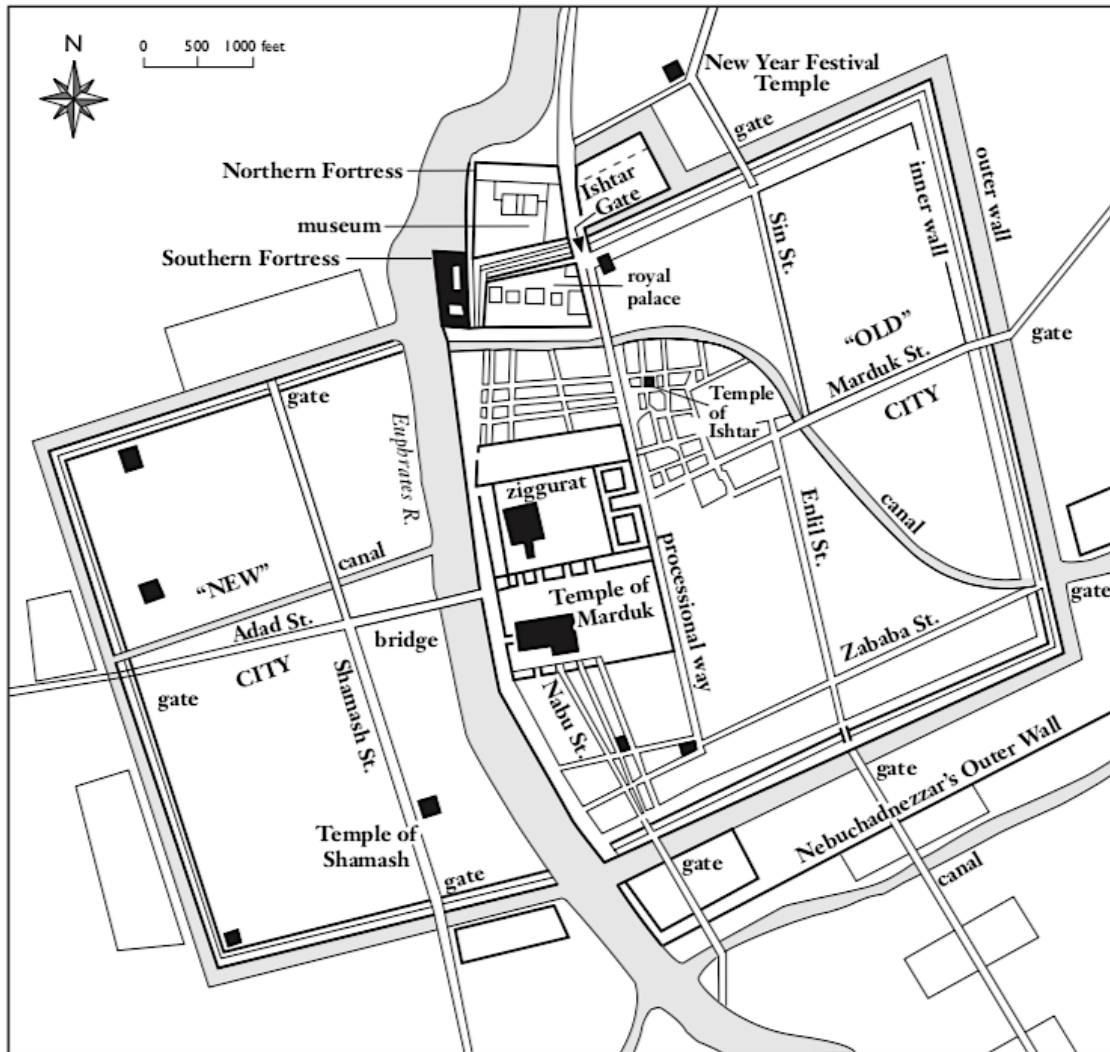 N
0 500 1000 feet
New Year Festival
Temple
gate
Northern Fortress
Ishtar
Gate
outer wall
inner wall
museum
Sin St.
Southern Fortress
royal
palace
"OLD"
gate
Marduk St.
gate
Temple
of
Ishtar
CITY
Euphrates R.
ziggurat
Enlil St.
canal
canal
processional way
"NEW"
Temple of
Marduk
gate
Adad St.
bridge
Zababa St.
CITY
gate
Shamash St.
Nabu St.
gate
Nebuchadnezzar's Outer Wall
Temple of
Shamash
gate
gate
canal